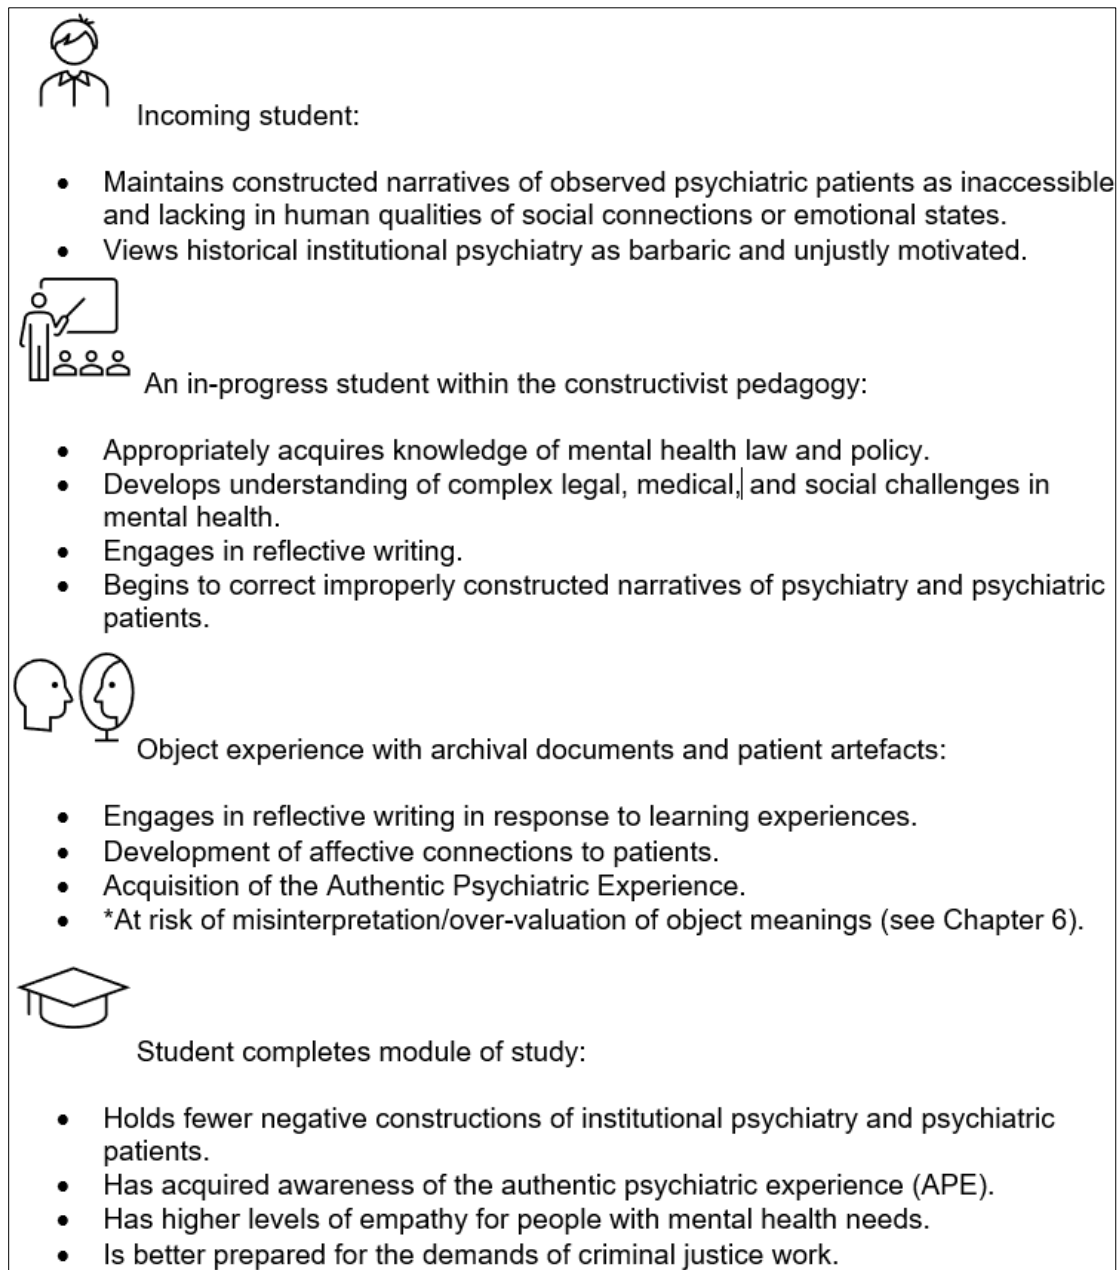 Incoming student:
• Maintains constructed narratives of observed psychiatric patients as inaccessible
and lacking in human qualities of social connections or emotional states.
• Views historical institutional psychiatry as barbaric and unjustly motivated.
An in-progress student within the constructivist pedagogy:
• Appropriately acquires knowledge of mental health law and policy.
• Develops understanding of complex legal, medical, and social challenges in
mental health.
• Engages in reflective writing.
• Begins to correct improperly constructed narratives of psychiatry and psychiatric
patients.
Object experience with archival documents and patient artefacts:
• Engages in reflective writing in response to learning experiences.
• Development of affective connections to patients.
• Acquisition of the Authentic Psychiatric Experience.
• *At risk of misinterpretation/over-valuation of object meanings (see Chapter 6).
Student completes module of study:
• Holds fewer negative constructions of institutional psychiatry and psychiatric
patients.
• Has acquired awareness of the authentic psychiatric experience (APE).
• Has higher levels of empathy for people with mental health needs.
• Is better prepared for the demands of criminal justice work.